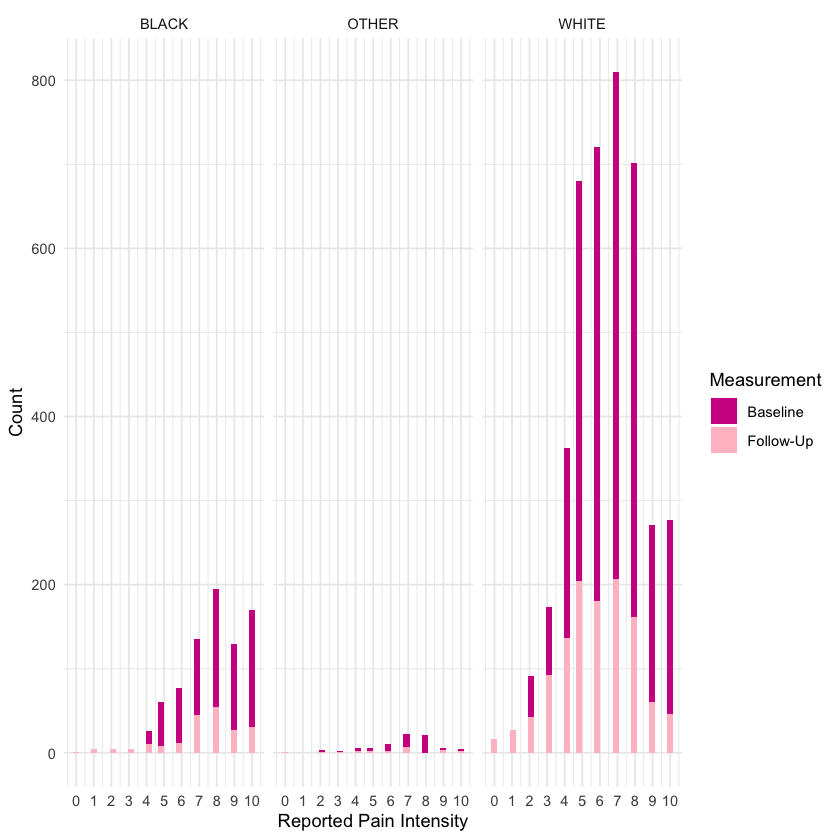 BLACK OTHER WHITE
800
600
400
200
0
Count
0 1 2 3 4 5 6 7 8 9 10 0 1 2 3 4 5 6 7 8 9 10 0 1 2 3 4 5 6 7 8 9 10
Reported Pain Intensity
Measurement
Baseline
Follow-Up